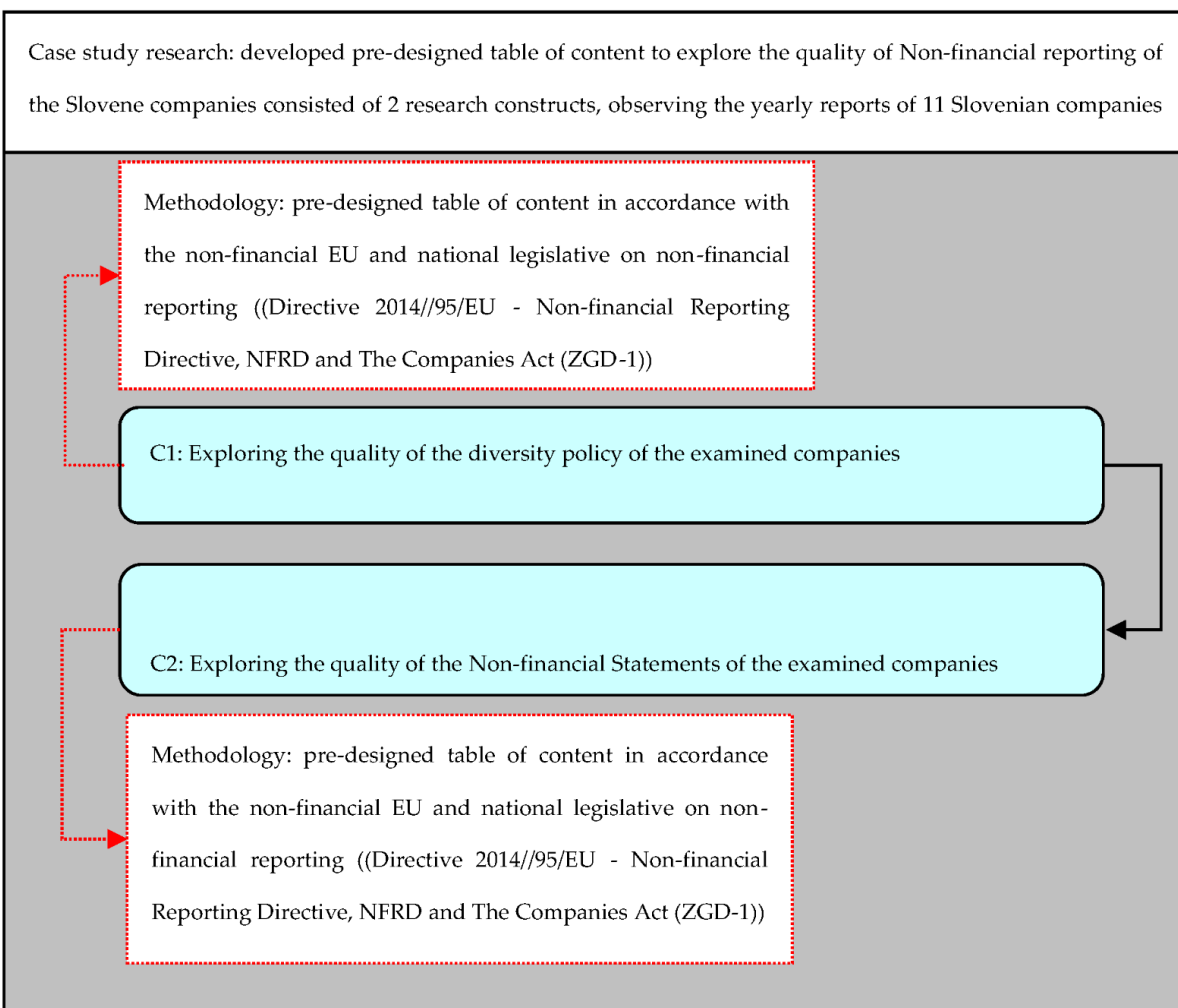 Case study research: developed pre-designed table of content to explore the quality of Non-financial reporting of
the Slovene companies consisted of 2 research constructs, observing the yearly reports of 11 Slovenian companies
Methodology: pre-designed table of content in accordance with
the non-financial EU and national legislative on non-financial
reporting ((Directive 2014//95/EU - Non-financial Reporting
Directive, NFRD and The Companies Act (ZGD-1))
C1: Exploring the quality of the diversity policy of the examined companies
C2: Exploring the quality of the Non-financial Statements of the examined companies
Methodology: pre-designed table of content in accordance
with the non-financial EU and national legislative on non-
financial reporting ((Directive 2014//95/EU - Non-financial
Reporting Directive, NFRD and The Companies Act (ZGD-1))